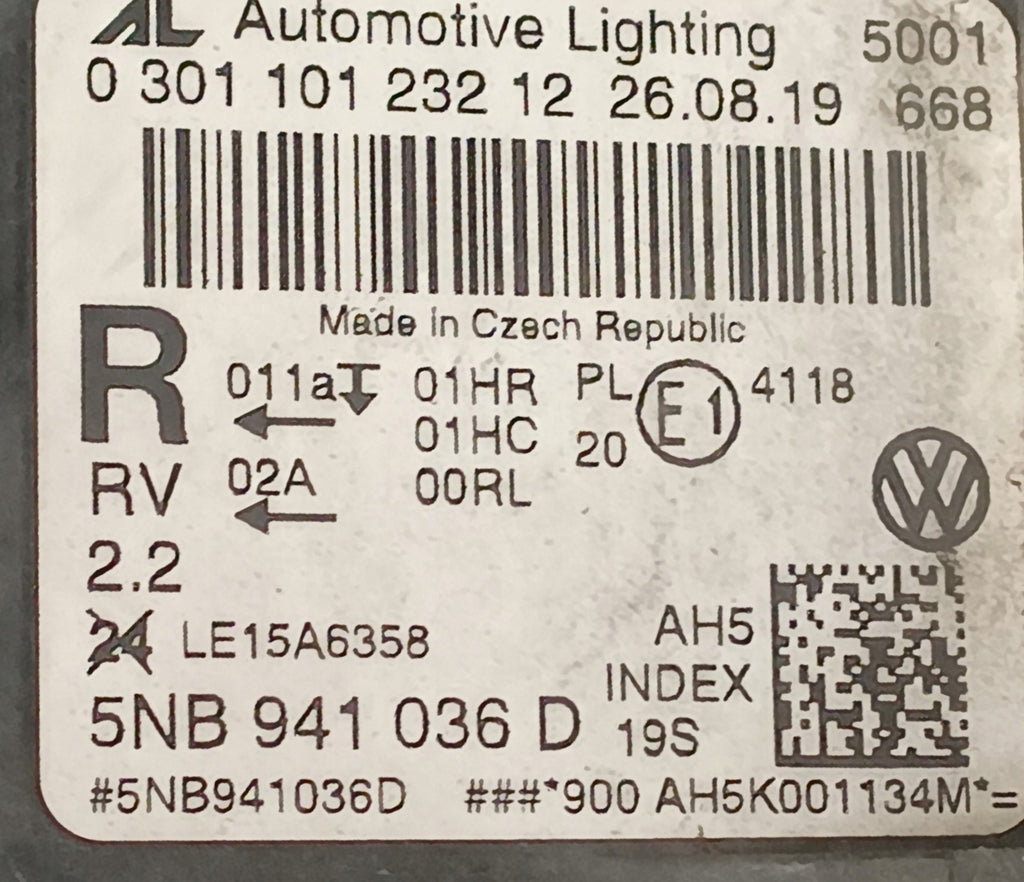 AL Automotive Lighting 5001
0 301 101 232 12 26.08.19 668
Made in Czech Republic
R 011a 01HR PL E1 4118
01HC 20
RV 02A 00RL
2.2
24 LE15A6358 AH5
INDEX
5NB 941 036 D 19S
#5NB941036D ###*900 AH5K001134M*=